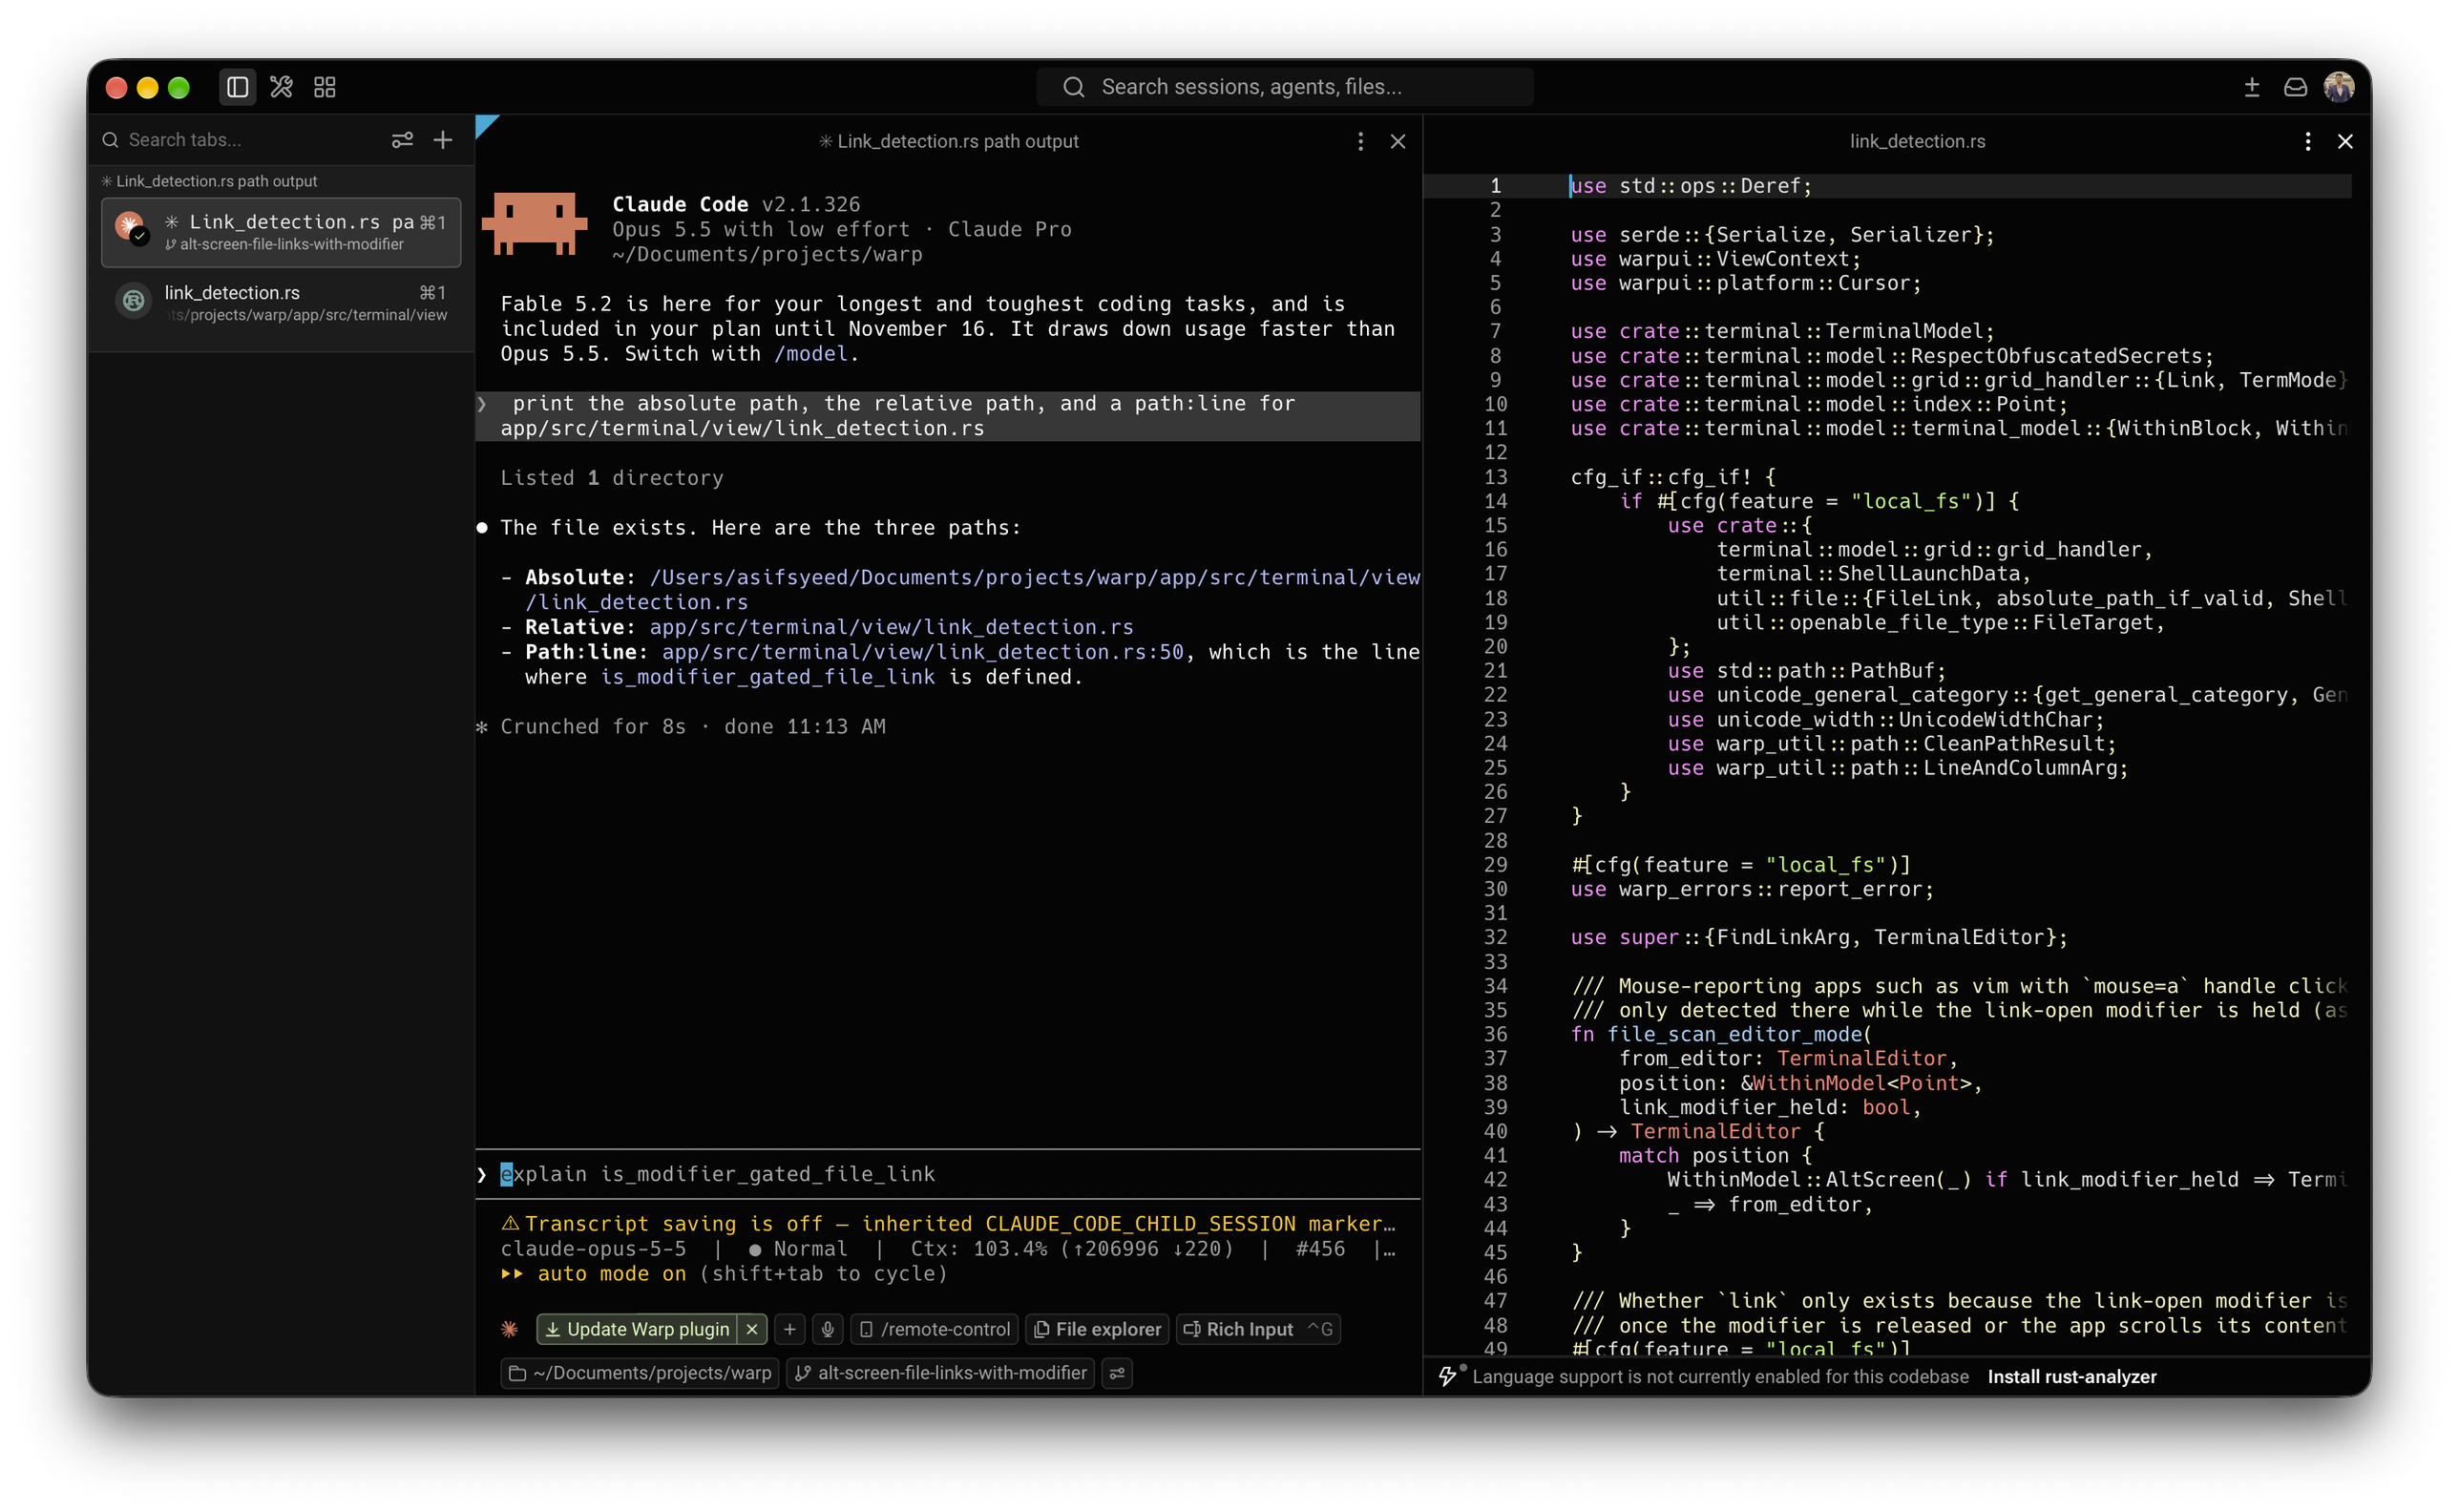 Search sessions, agents, files...
Search tabs...
✳ Link_detection.rs path output
✳ Link_detection.rs pa ⌘1
alt-screen-file-links-with-modifier
link_detection.rs ⌘1
ts/projects/warp/app/src/terminal/view
✳ Link_detection.rs path output
Claude Code v2.1.326
Opus 5.5 with low effort · Claude Pro
~/Documents/projects/warp
Fable 5.2 is here for your longest and toughest coding tasks, and is
included in your plan until November 16. It draws down usage faster than
Opus 5.5. Switch with /model.
❯ print the absolute path, the relative path, and a path:line for
app/src/terminal/view/link_detection.rs
Listed 1 directory
● The file exists. Here are the three paths:
- Absolute: /Users/asifsyeed/Documents/projects/warp/app/src/terminal/view
/link_detection.rs
- Relative: app/src/terminal/view/link_detection.rs
- Path:line: app/src/terminal/view/link_detection.rs:50, which is the line
where is_modifier_gated_file_link is defined.
✻ Crunched for 8s · done 11:13 AM
❯ explain is_modifier_gated_file_link
⚠ Transcript saving is off — inherited CLAUDE_CODE_CHILD_SESSION marker…
claude-opus-5-5 | ● Normal | Ctx: 103.4% (↑206996 ↓220) | #456 |…
⏵⏵ auto mode on (shift+tab to cycle)
Update Warp plugin × + /remote-control File explorer Rich Input ^G
~/Documents/projects/warp alt-screen-file-links-with-modifier
link_detection.rs
1 use std::ops::Deref;
2
3 use serde::{Serialize, Serializer};
4 use warpui::ViewContext;
5 use warpui::platform::Cursor;
6
7 use crate::terminal::TerminalModel;
8 use crate::terminal::model::RespectObfuscatedSecrets;
9 use crate::terminal::model::grid::grid_handler::{Link, TermMode}
10 use crate::terminal::model::index::Point;
11 use crate::terminal::model::terminal_model::{WithinBlock, Within
12
13 cfg_if::cfg_if! {
14 if #[cfg(feature = "local_fs")] {
15 use crate::{
16 terminal::model::grid::grid_handler,
17 terminal::ShellLaunchData,
18 util::file::{FileLink, absolute_path_if_valid, Shell
19 util::openable_file_type::FileTarget,
20 };
21 use std::path::PathBuf;
22 use unicode_general_category::{get_general_category, Gen
23 use unicode_width::UnicodeWidthChar;
24 use warp_util::path::CleanPathResult;
25 use warp_util::path::LineAndColumnArg;
26 }
27 }
28
29 #[cfg(feature = "local_fs")]
30 use warp_errors::report_error;
31
32 use super::{FindLinkArg, TerminalEditor};
33
34 /// Mouse-reporting apps such as vim with `mouse=a` handle click
35 /// only detected there while the link-open modifier is held (as
36 fn file_scan_editor_mode(
37 from_editor: TerminalEditor,
38 position: &WithinModel<Point>,
39 link_modifier_held: bool,
40 ) -> TerminalEditor {
41 match position {
42 WithinModel::AltScreen(_) if link_modifier_held => Termi
43 _ => from_editor,
44 }
45 }
46
47 /// Whether `link` only exists because the link-open modifier is
48 /// once the modifier is released or the app scrolls its content
49 #[cfg(feature = "local_fs")]
Language support is not currently enabled for this codebase Install rust-analyzer